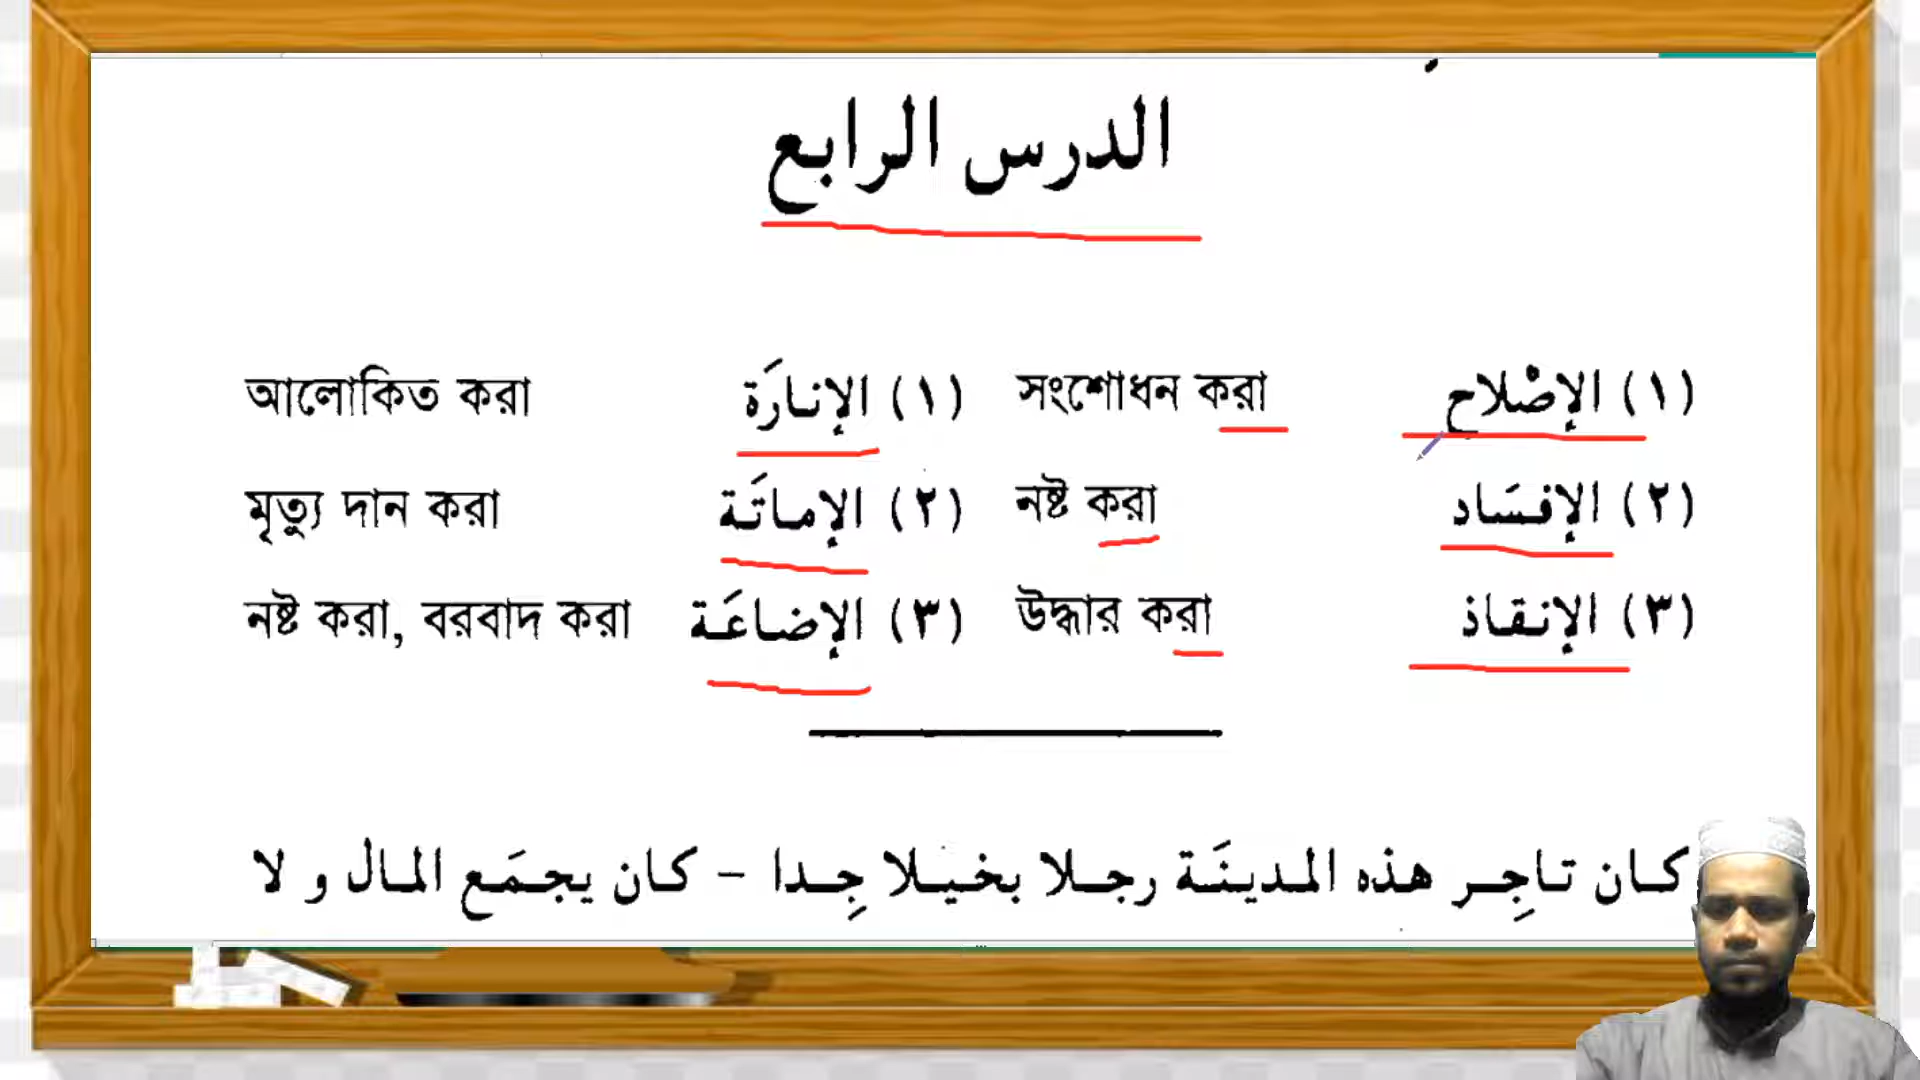 الدرس الرابع
(١) الإصْلاح সংশোধন করা (١) الإنارَة আলোকিত করা
(٢) الإفسَاد নষ্ট করা (٢) الإماتَة মৃত্যু দান করা
(٣) الإنقاذ উদ্ধার করা (٣) الإضاعَة নষ্ট করা, বরবাদ করা
كان تاجِر هذه المدينَة رجلا بخيلا جِدا – كان يجمَع المال و لا